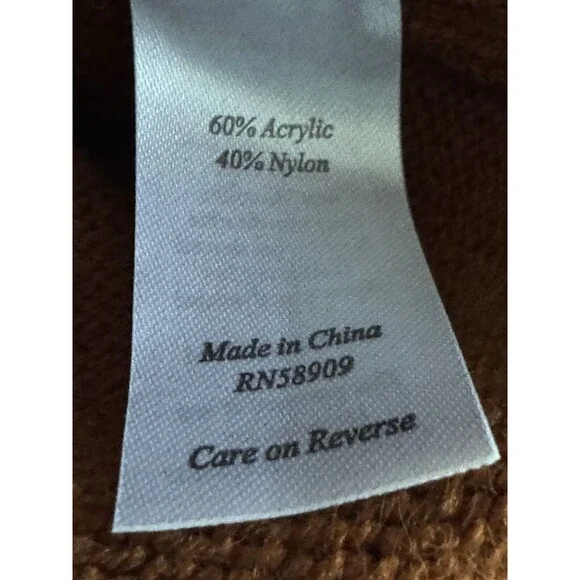 60% Acrylic
40% Nylon
Made in China
RN58909
Care on Reverse